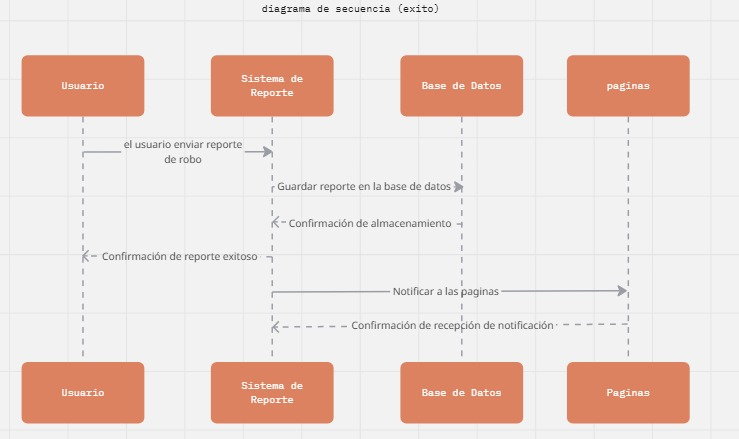 diagrama de secuencia (exito)
Usuario
Sistema de
Reporte
Base de Datos
paginas
el usuario enviar reporte
de robo
Guardar reporte en la base de datos
Confirmación de almacenamiento
Confirmación de reporte exitoso
Notificar a las paginas
Confirmación de recepción de notificación
Usuario
Sistema de
Reporte
Base de Datos
Paginas